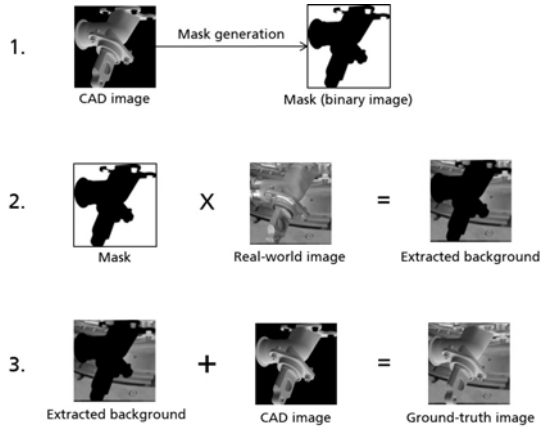 1.
Mask generation
CAD image
Mask (binary image)
2.
X
=
Mask
Real-world image
Extracted background
3.
+
=
Extracted background
CAD image
Ground-truth image